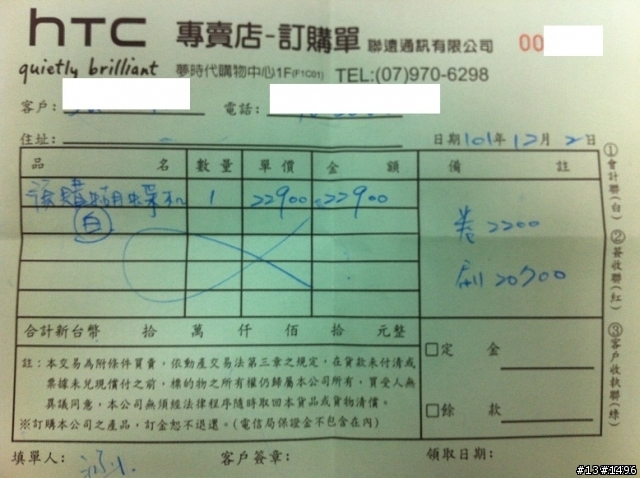 hTC 專賣店-訂購單 聯遠通訊有限公司 00
quietly brilliant 夢時代購物中心1F(F1C01) TEL:(07)970-6298
客戶: 電話:
住址: 日期101年12月2日
品 名 數量 單價 金 額 備 註
預購蝴蝶機 1 22900 22900
白
卷 2200
刷 20700
合計新台幣 拾 萬 仟 佰 拾 元整
□定 金
□餘 款
註:本交易為附條件買賣,依動產交易法第三章之規定,在貨款未付清或
票據未兌現償付之前,標的物之所有權仍歸屬本公司所有,買受人無
異議同意,本公司無須經法律程序隨時取回本貨品或貨物清償。
※訂購本公司之產品,訂金恕不退還。(電信局保證金不包含在內)
填單人: 客戶簽章: 領取日期:
①會計聯(白)②簽收聯(紅)③客戶收執聯(綠)
#13#1496